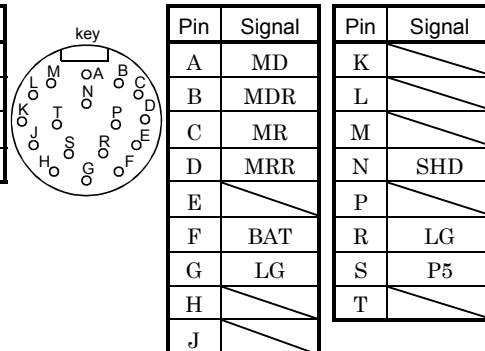 key
A
B
C
D
E
F
G
H
J
K
L
M
N
P
R
S
T
Pin Signal
A MD
B MDR
C MR
D MRR
E
F BAT
G LG
H
J
Pin Signal
K
L
M
N SHD
P
R LG
S P5
T